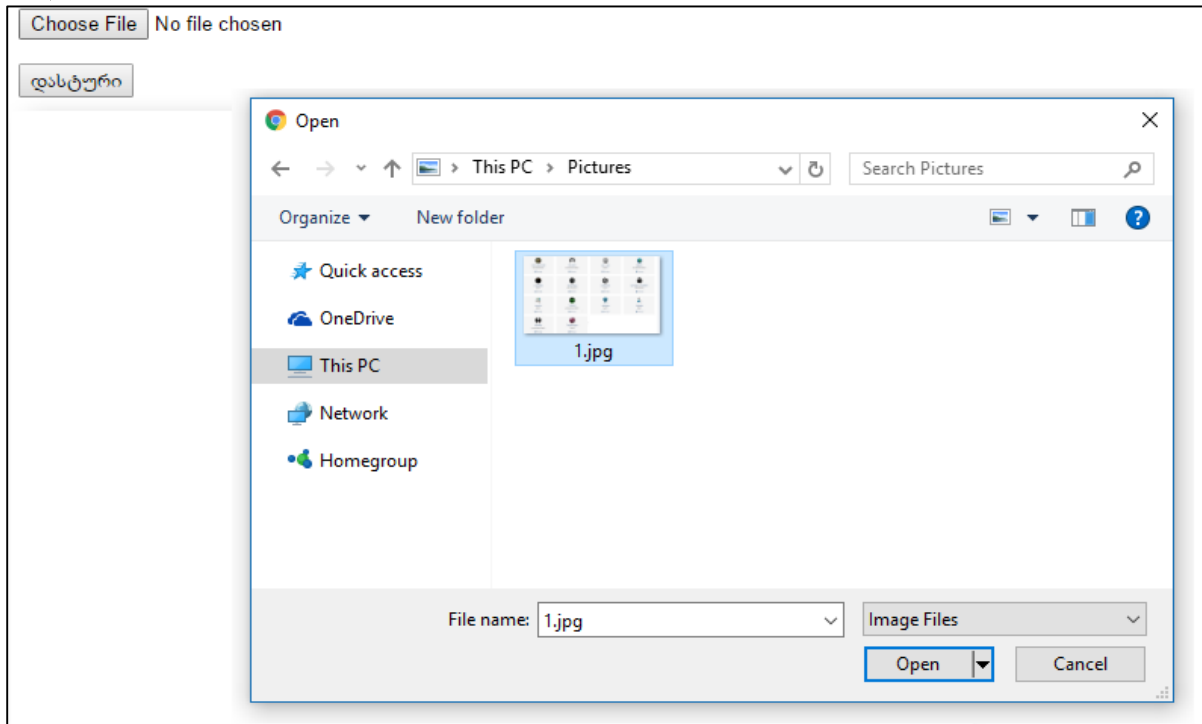 Choose File No file chosen
დასტური
Open
This PC > Pictures
Search Pictures
Organize
New folder
Quick access
OneDrive
This PC
Network
Homegroup
1.jpg
File name: 1.jpg
Image Files
Open
Cancel